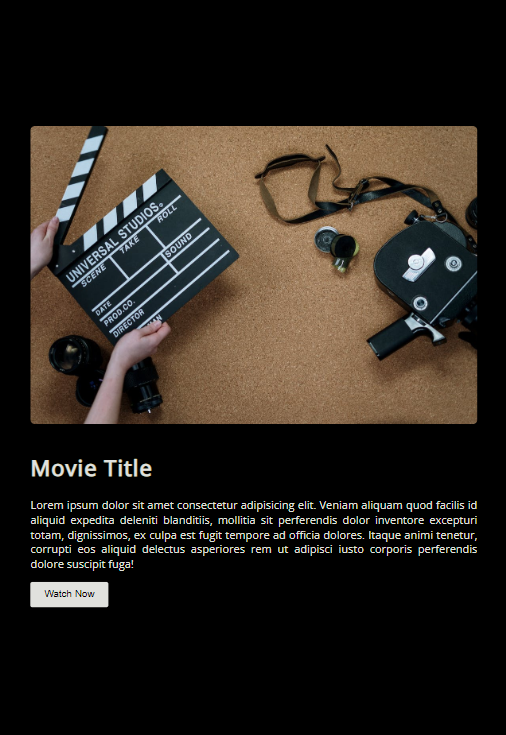 UNIVERSAL STUDIOS®
SCENE TAKE ROLL
SOUND
DATE
PROD.CO.
DIRECTOR
Movie Title
Lorem ipsum dolor sit amet consectetur adipisicing elit. Veniam aliquam quod facilis id
aliquid expedita deleniti blanditiis, mollitia sit perferendis dolor inventore excepturi
totam, dignissimos, ex culpa est fugit tempore ad officia dolores. Itaque animi tenetur,
corrupti eos aliquid delectus asperiores rem ut adipisci iusto corporis perferendis
dolore suscipit fuga!
Watch Now